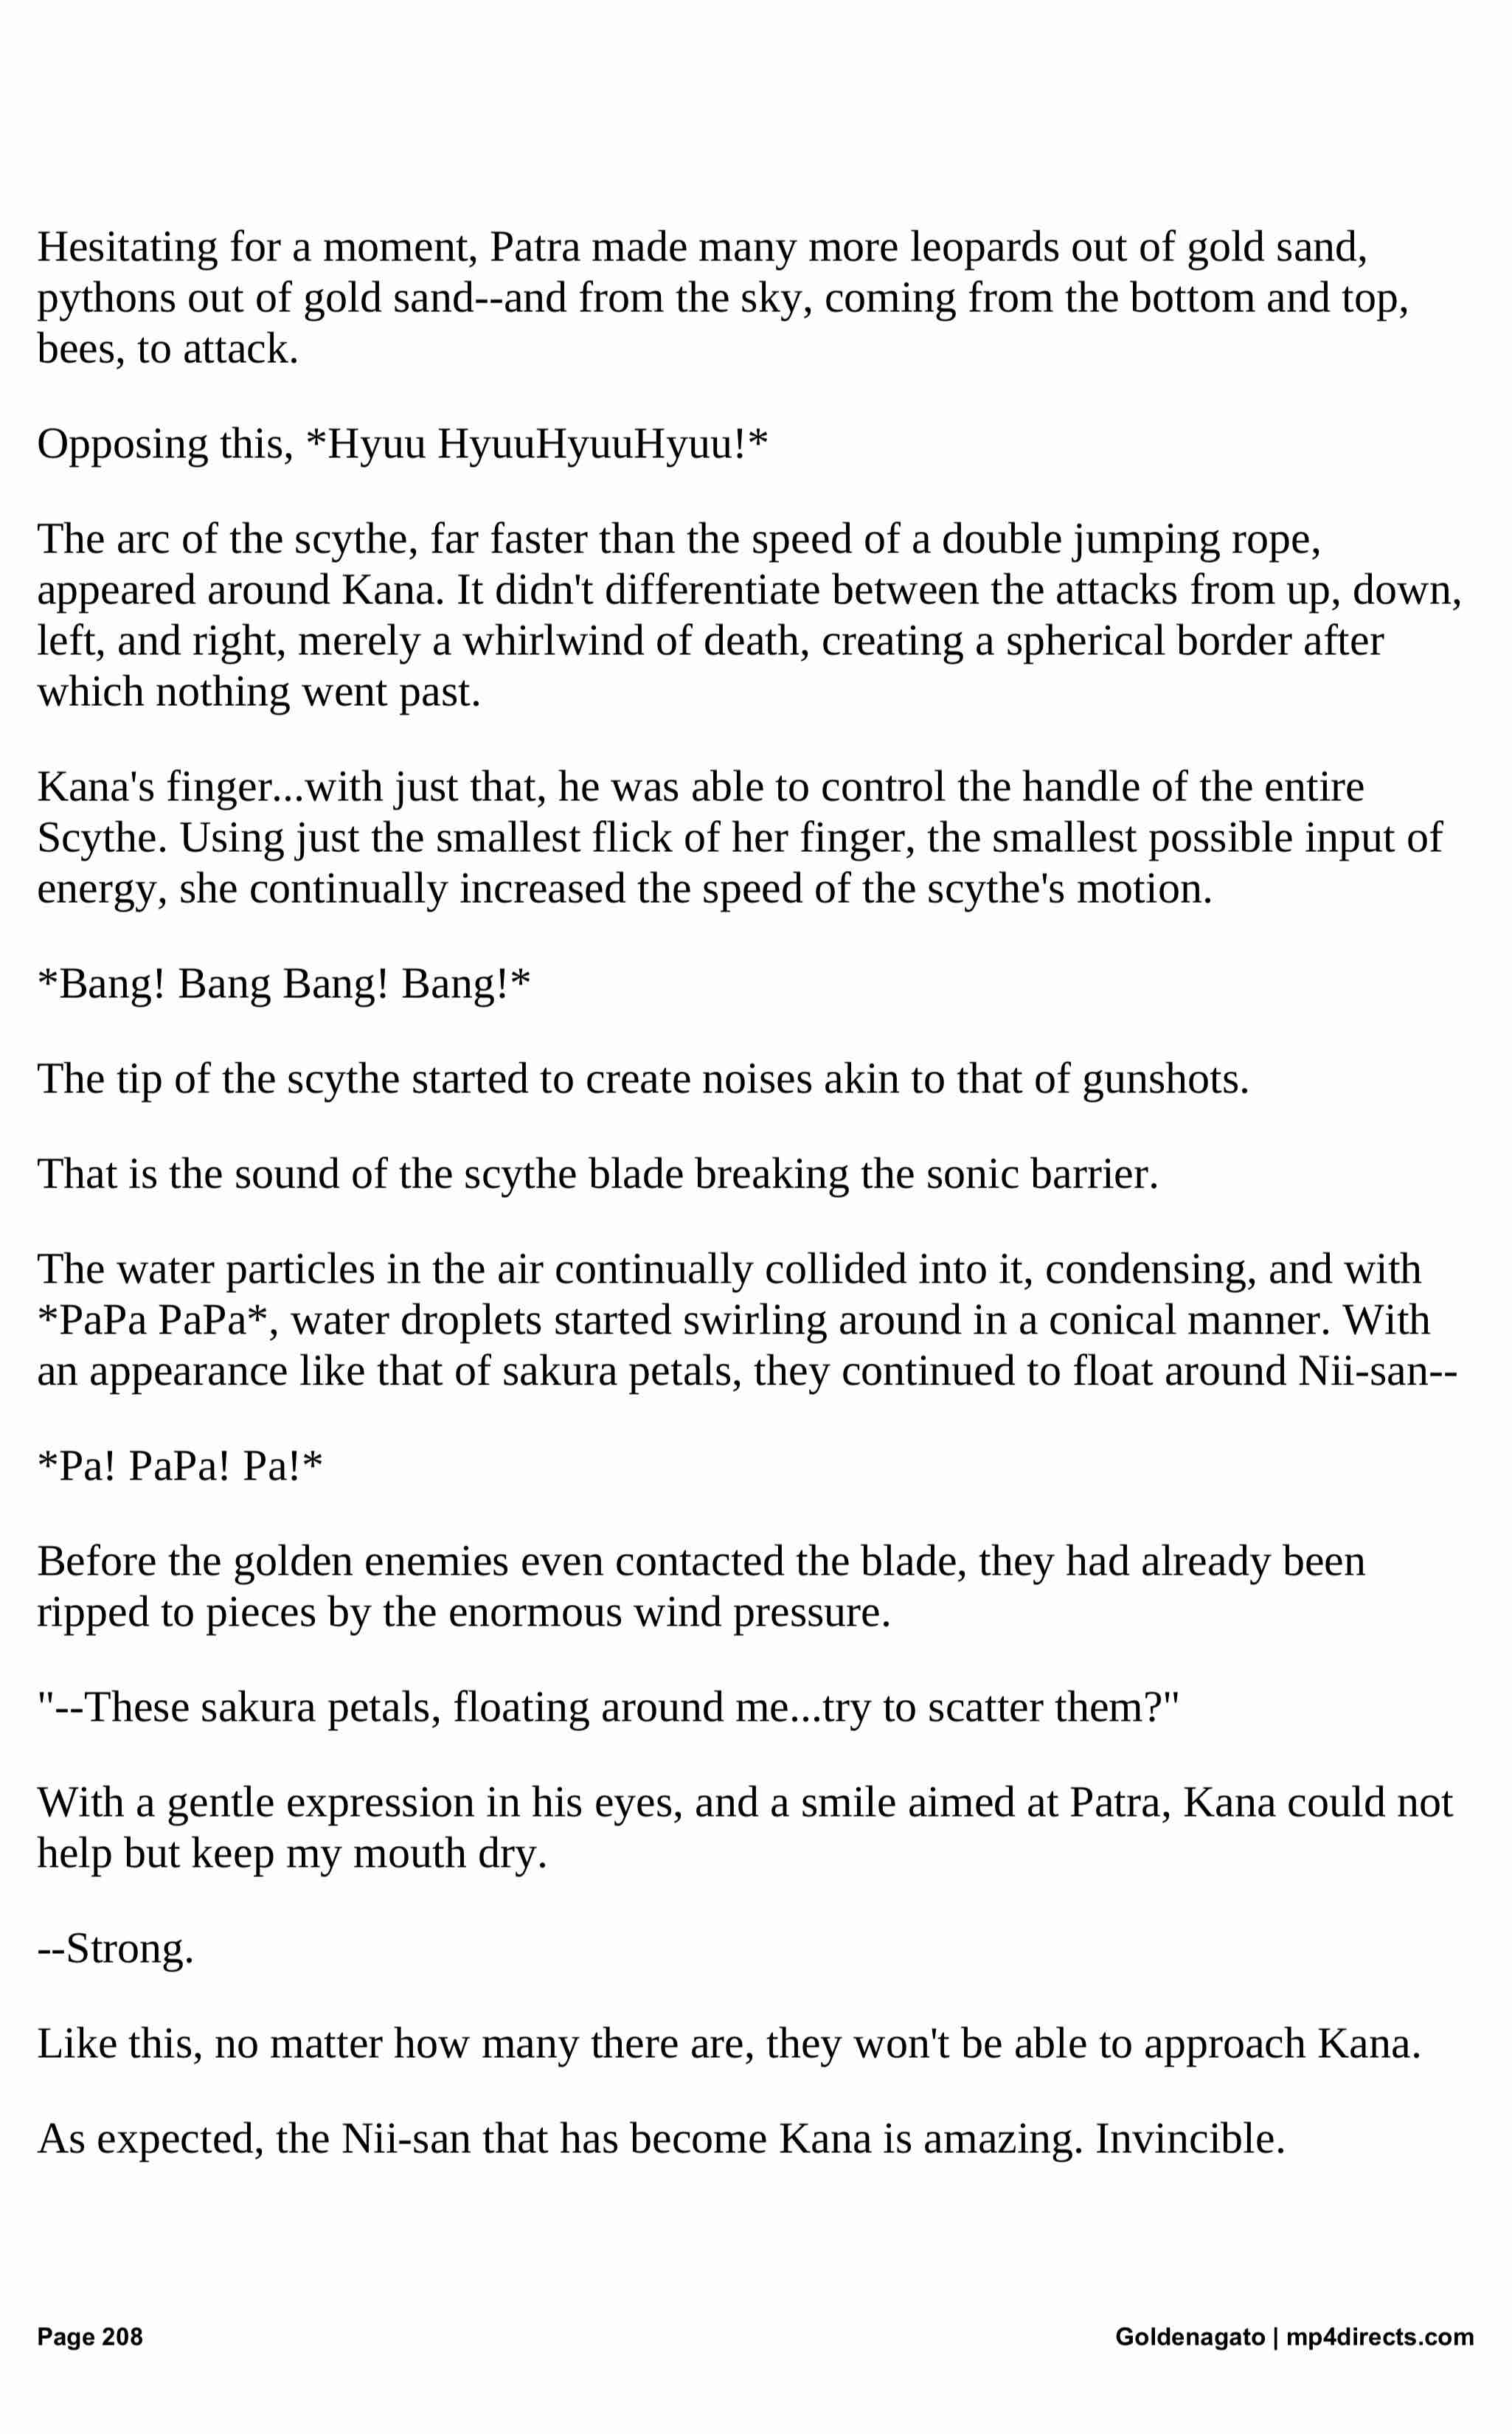 Hesitating for a moment, Patra made many more leopards out of gold sand,
pythons out of gold sand--and from the sky, coming from the bottom and top,
bees, to attack.
Opposing this, *Hyuu HyuuHyuuHyuu!*
The arc of the scythe, far faster than the speed of a double jumping rope,
appeared around Kana. It didn't differentiate between the attacks from up, down,
left, and right, merely a whirlwind of death, creating a spherical border after
which nothing went past.
Kana's finger...with just that, he was able to control the handle of the entire
Scythe. Using just the smallest flick of her finger, the smallest possible input of
energy, she continually increased the speed of the scythe's motion.
*Bang! Bang Bang! Bang!*
The tip of the scythe started to create noises akin to that of gunshots.
That is the sound of the scythe blade breaking the sonic barrier.
The water particles in the air continually collided into it, condensing, and with
*PaPa PaPa*, water droplets started swirling around in a conical manner. With
an appearance like that of sakura petals, they continued to float around Nii-san--
*Pa! PaPa! Pa!*
Before the golden enemies even contacted the blade, they had already been
ripped to pieces by the enormous wind pressure.
"--These sakura petals, floating around me...try to scatter them?"
With a gentle expression in his eyes, and a smile aimed at Patra, Kana could not
help but keep my mouth dry.
--Strong.
Like this, no matter how many there are, they won't be able to approach Kana.
As expected, the Nii-san that has become Kana is amazing. Invincible.
Page 208
Goldenagato | mp4directs.com